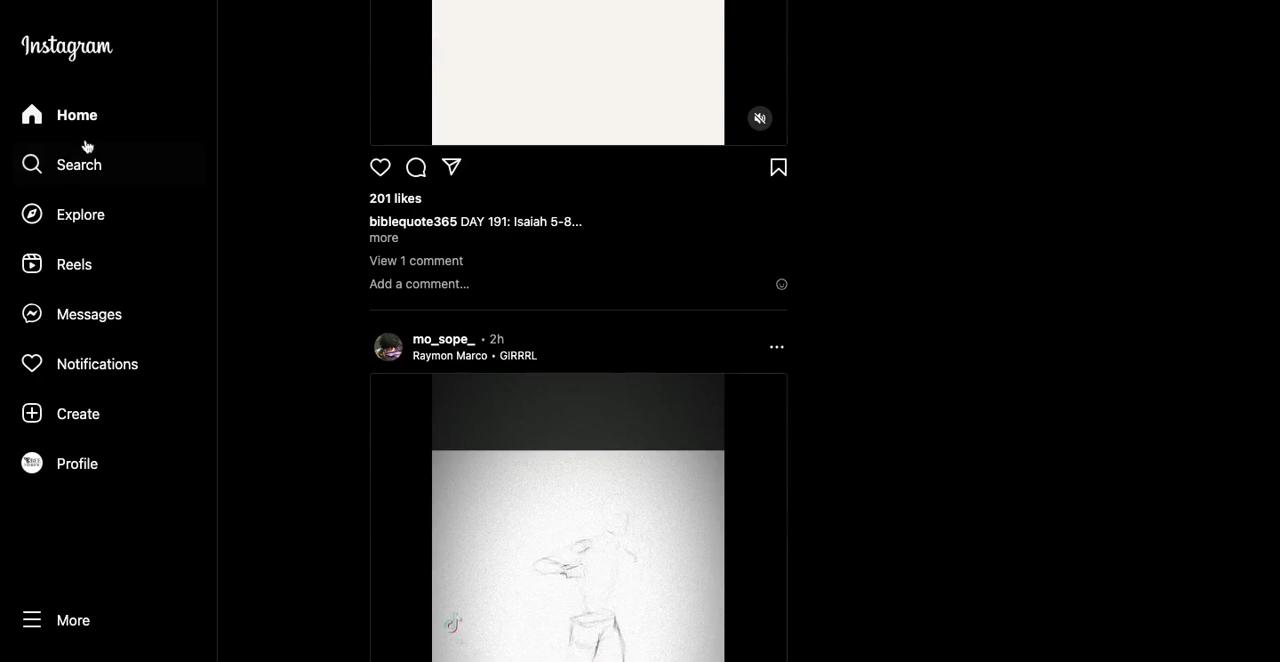 Instagram
Home
Search
Explore
Reels
Messages
Notifications
Create
Profile
More
201 likes
biblequote365 DAY 191: Isaiah 5-8...
more
View 1 comment
Add a comment...
mo_sope_ • 2h
Raymon Marco • GIRRRL